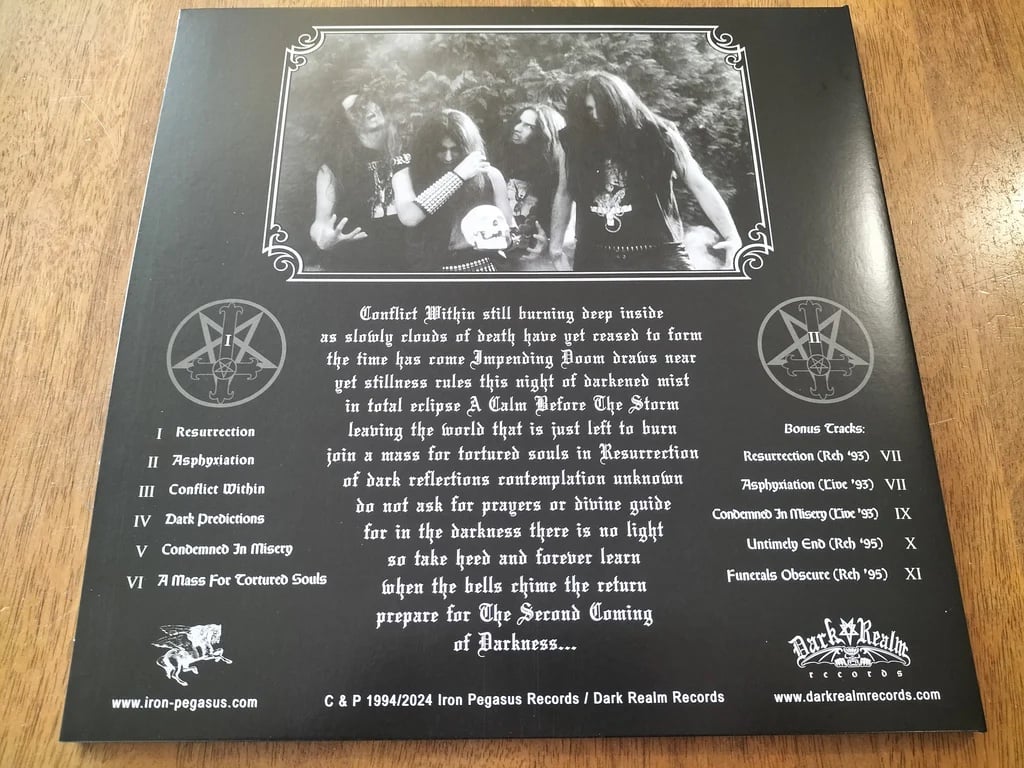 Conflict Within still burning deep inside
as slowly clouds of death have yet ceased to form
the time has come Impending Doom draws near
yet stillness rules this night of darkened mist
in total eclipse A Calm Before The Storm
leaving the world that is just left to burn
join a mass for tortured souls in Resurrection
of dark reflections contemplation unknown
do not ask for prayers or divine guide
for in the darkness there is no light
so take heed and forever learn
when the bells chime the return
prepare for The Second Coming
of Darkness...
I
I Resurrection
II Asphyxiation
III Conflict Within
IV Dark Predictions
V Condemned In Misery
VI A Mass For Tortured Souls
II
Bonus Tracks:
Resurrection (Reh '93) VII
Asphyxiation (Live '93) VII
Condemned In Misery (Live '93) IX
Untimely End (Reh '95) X
Funerals Obscure (Reh '95) XI
www.iron-pegasus.com
C & P 1994/2024 Iron Pegasus Records / Dark Realm Records
Dark Realm
records
www.darkrealmrecords.com